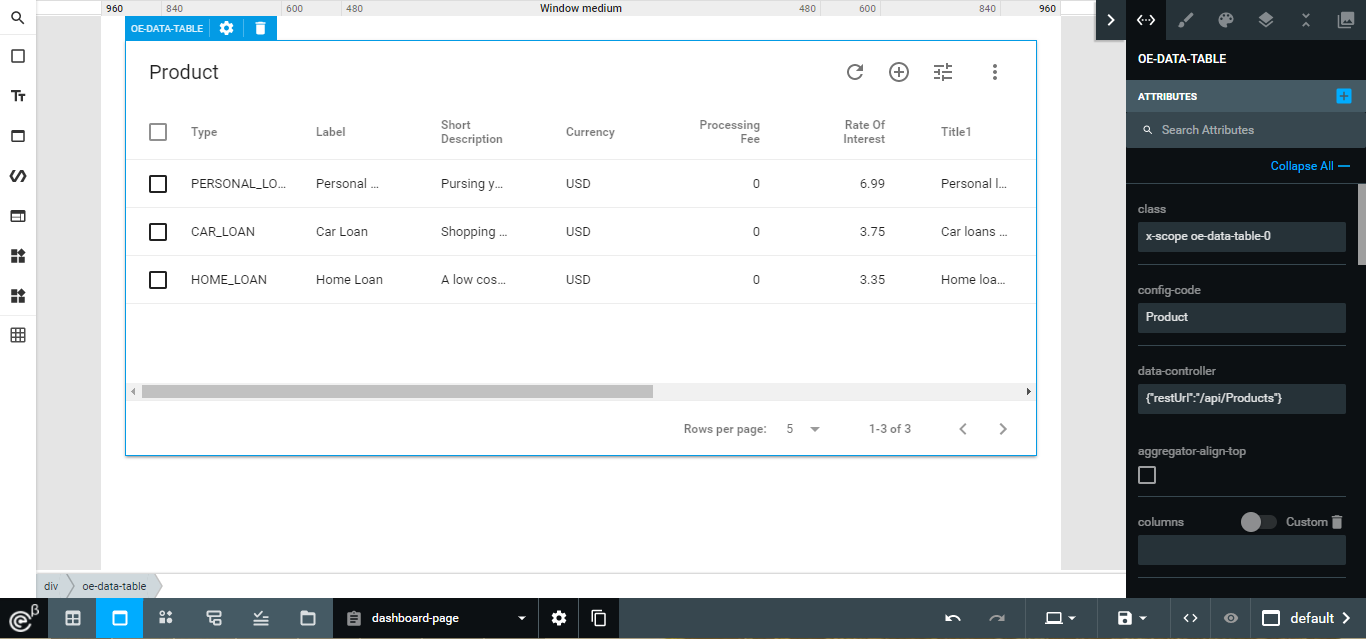 960 840 600 480 Window medium 480 600 840 960
OE-DATA-TABLE
Product
Type Label Short Description Currency Processing Fee Rate Of Interest Title1
PERSONAL_LO... Personal ... Pursing y... USD 0 6.99 Personal l...
CAR_LOAN Car Loan Shopping ... USD 0 3.75 Car loans ...
HOME_LOAN Home Loan A low cos... USD 0 3.35 Home loa...
Rows per page: 5 1-3 of 3
Tт
OE-DATA-TABLE
ATTRIBUTES
Search Attributes
Collapse All
class
x-scope oe-data-table-0
config-code
Product
data-controller
{"restUrl":"/api/Products"}
aggregator-align-top
columns Custom
div oe-data-table
e β dashboard-page default